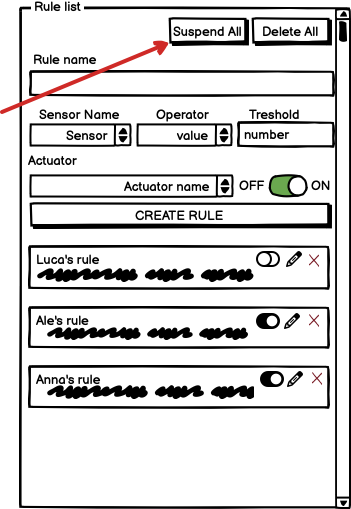 Rule list
Suspend All
Delete All
Rule name
Sensor Name
Operator
Treshold
Sensor
value
number
Actuator
Actuator name
OFF
ON
CREATE RULE
Luca's rule
Ale's rule
Anna's rule